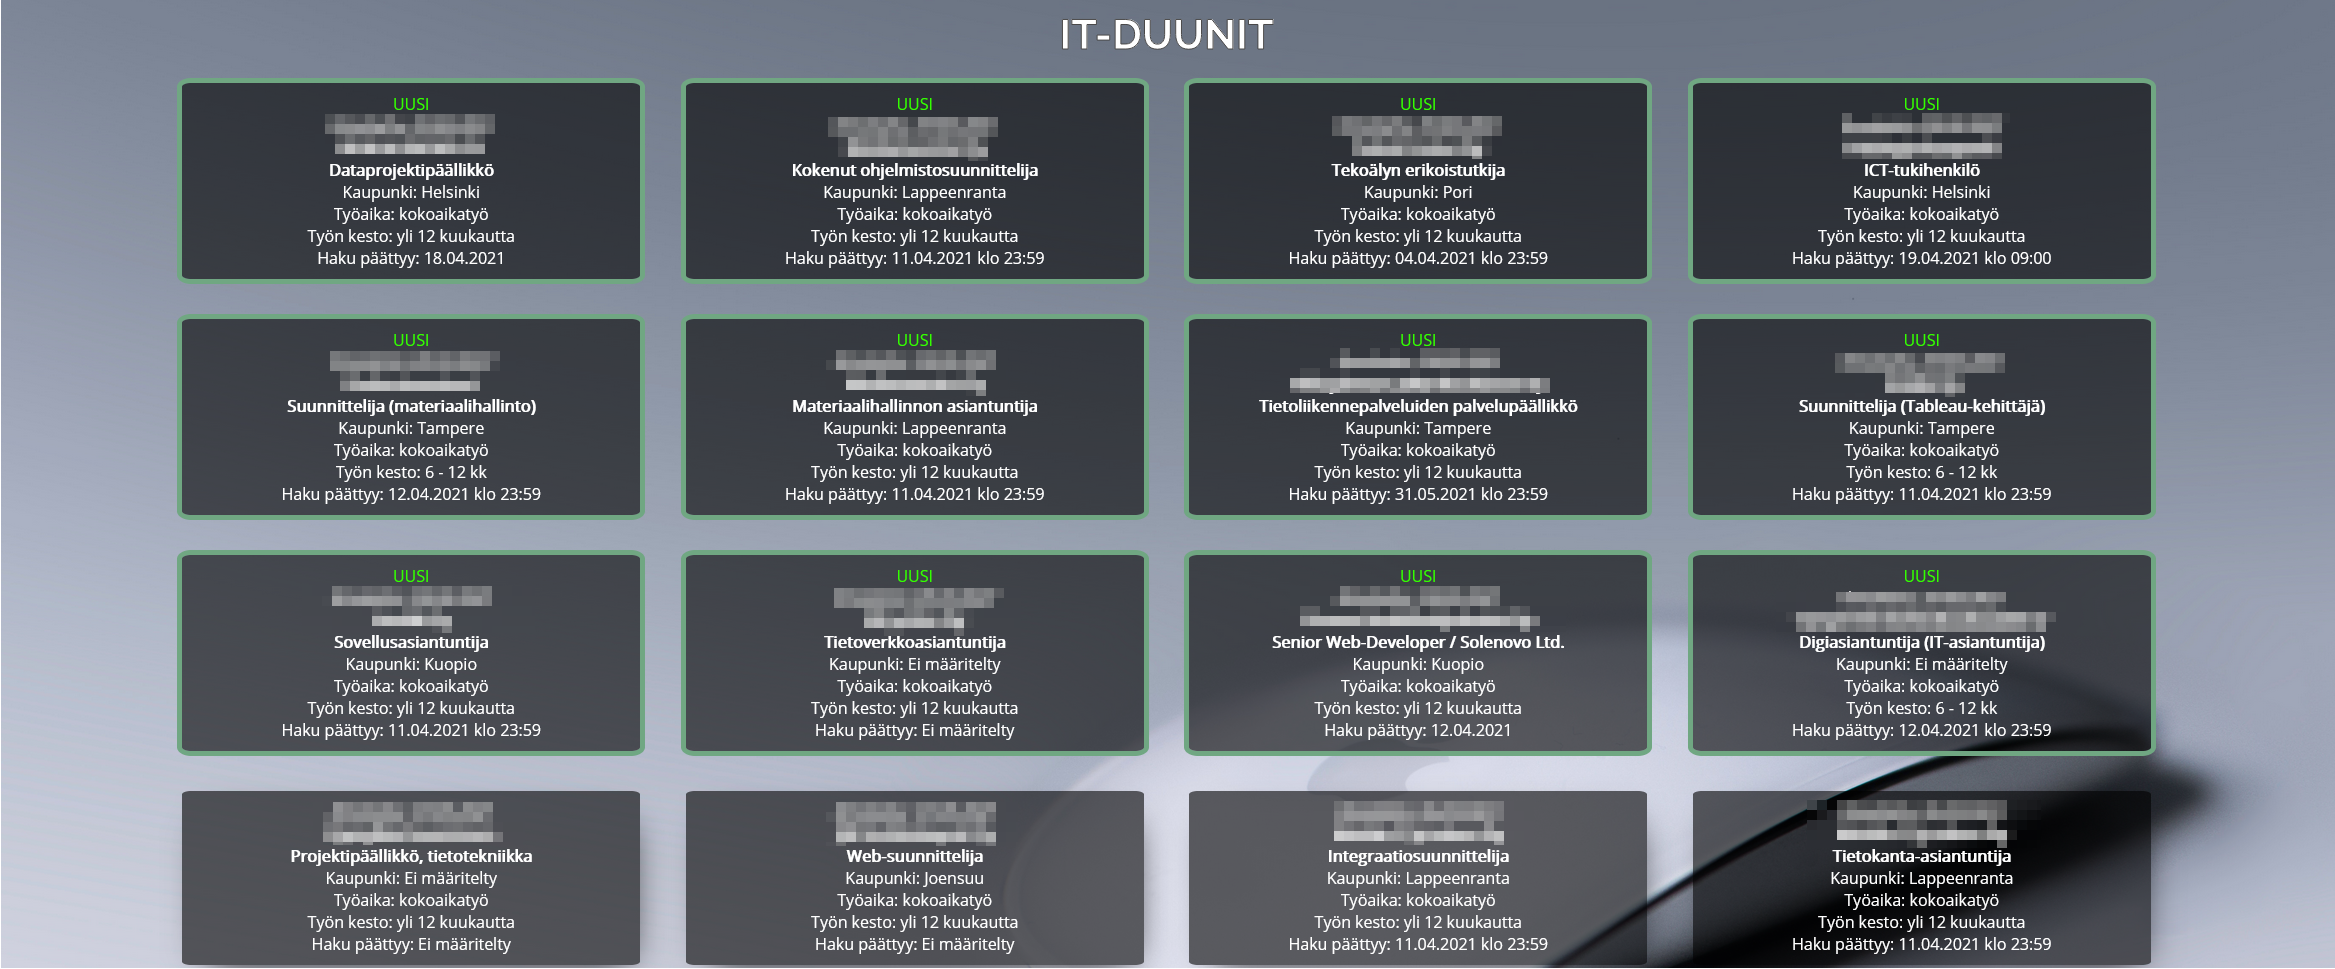 IT-DUUNIT
UUSI
Dataprojektipäällikkö
Kaupunki: Helsinki
Työaika: kokoaikatyö
Työn kesto: yli 12 kuukautta
Haku päättyy: 18.04.2021
UUSI
Kokenut ohjelmistosuunnittelija
Kaupunki: Lappeenranta
Työaika: kokoaikatyö
Työn kesto: yli 12 kuukautta
Haku päättyy: 11.04.2021 klo 23:59
UUSI
Tekoälyn erikoistutkija
Kaupunki: Pori
Työaika: kokoaikatyö
Työn kesto: yli 12 kuukautta
Haku päättyy: 04.04.2021 klo 23:59
UUSI
ICT-tukihenkilö
Kaupunki: Helsinki
Työaika: kokoaikatyö
Työn kesto: yli 12 kuukautta
Haku päättyy: 19.04.2021 klo 09:00
UUSI
Suunnittelija (materiaalihallinto)
Kaupunki: Tampere
Työaika: kokoaikatyö
Työn kesto: 6 - 12 kk
Haku päättyy: 12.04.2021 klo 23:59
UUSI
Materiaalihallinnon asiantuntija
Kaupunki: Lappeenranta
Työaika: kokoaikatyö
Työn kesto: yli 12 kuukautta
Haku päättyy: 11.04.2021 klo 23:59
UUSI
Tietoliikennepalveluiden palvelupäällikkö
Kaupunki: Tampere
Työaika: kokoaikatyö
Työn kesto: yli 12 kuukautta
Haku päättyy: 31.05.2021 klo 23:59
UUSI
Suunnittelija (Tableau-kehittäjä)
Kaupunki: Tampere
Työaika: kokoaikatyö
Työn kesto: 6 - 12 kk
Haku päättyy: 11.04.2021 klo 23:59
UUSI
Sovellusasiantuntija
Kaupunki: Kuopio
Työaika: kokoaikatyö
Työn kesto: yli 12 kuukautta
Haku päättyy: 11.04.2021 klo 23:59
UUSI
Tietoverkkoasiantuntija
Kaupunki: Ei määritelty
Työaika: kokoaikatyö
Työn kesto: yli 12 kuukautta
Haku päättyy: Ei määritelty
UUSI
Senior Web-Developer / Solenovo Ltd.
Kaupunki: Kuopio
Työaika: kokoaikatyö
Työn kesto: yli 12 kuukautta
Haku päättyy: 12.04.2021
UUSI
Digiasiantuntija (IT-asiantuntija)
Kaupunki: Ei määritelty
Työaika: kokoaikatyö
Työn kesto: 6 - 12 kk
Haku päättyy: 12.04.2021 klo 23:59
Projektipäällikkö, tietotekniikka
Kaupunki: Ei määritelty
Työaika: kokoaikatyö
Työn kesto: yli 12 kuukautta
Haku päättyy: Ei määritelty
Web-suunnittelija
Kaupunki: Joensuu
Työaika: kokoaikatyö
Työn kesto: yli 12 kuukautta
Haku päättyy: Ei määritelty
Integraatiosuunnittelija
Kaupunki: Lappeenranta
Työaika: kokoaikatyö
Työn kesto: yli 12 kuukautta
Haku päättyy: 11.04.2021 klo 23:59
Tietokanta-asiantuntija
Kaupunki: Lappeenranta
Työaika: kokoaikatyö
Työn kesto: yli 12 kuukautta
Haku päättyy: 11.04.2021 klo 23:59